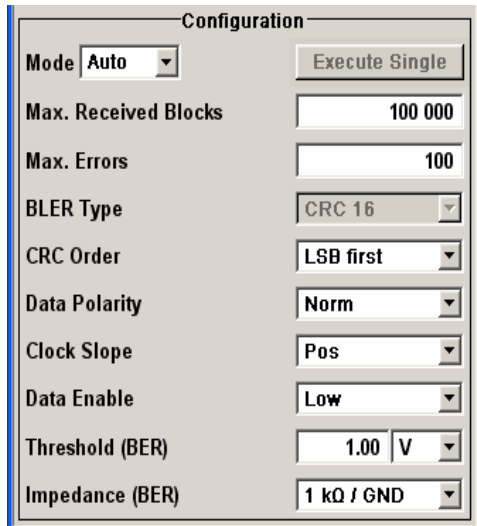 Configuration
Mode Auto Execute Single
Max. Received Blocks 100 000
Max. Errors 100
BLER Type CRC 16
CRC Order LSB first
Data Polarity Norm
Clock Slope Pos
Data Enable Low
Threshold (BER) 1.00 V
Impedance (BER) 1 kΩ / GND